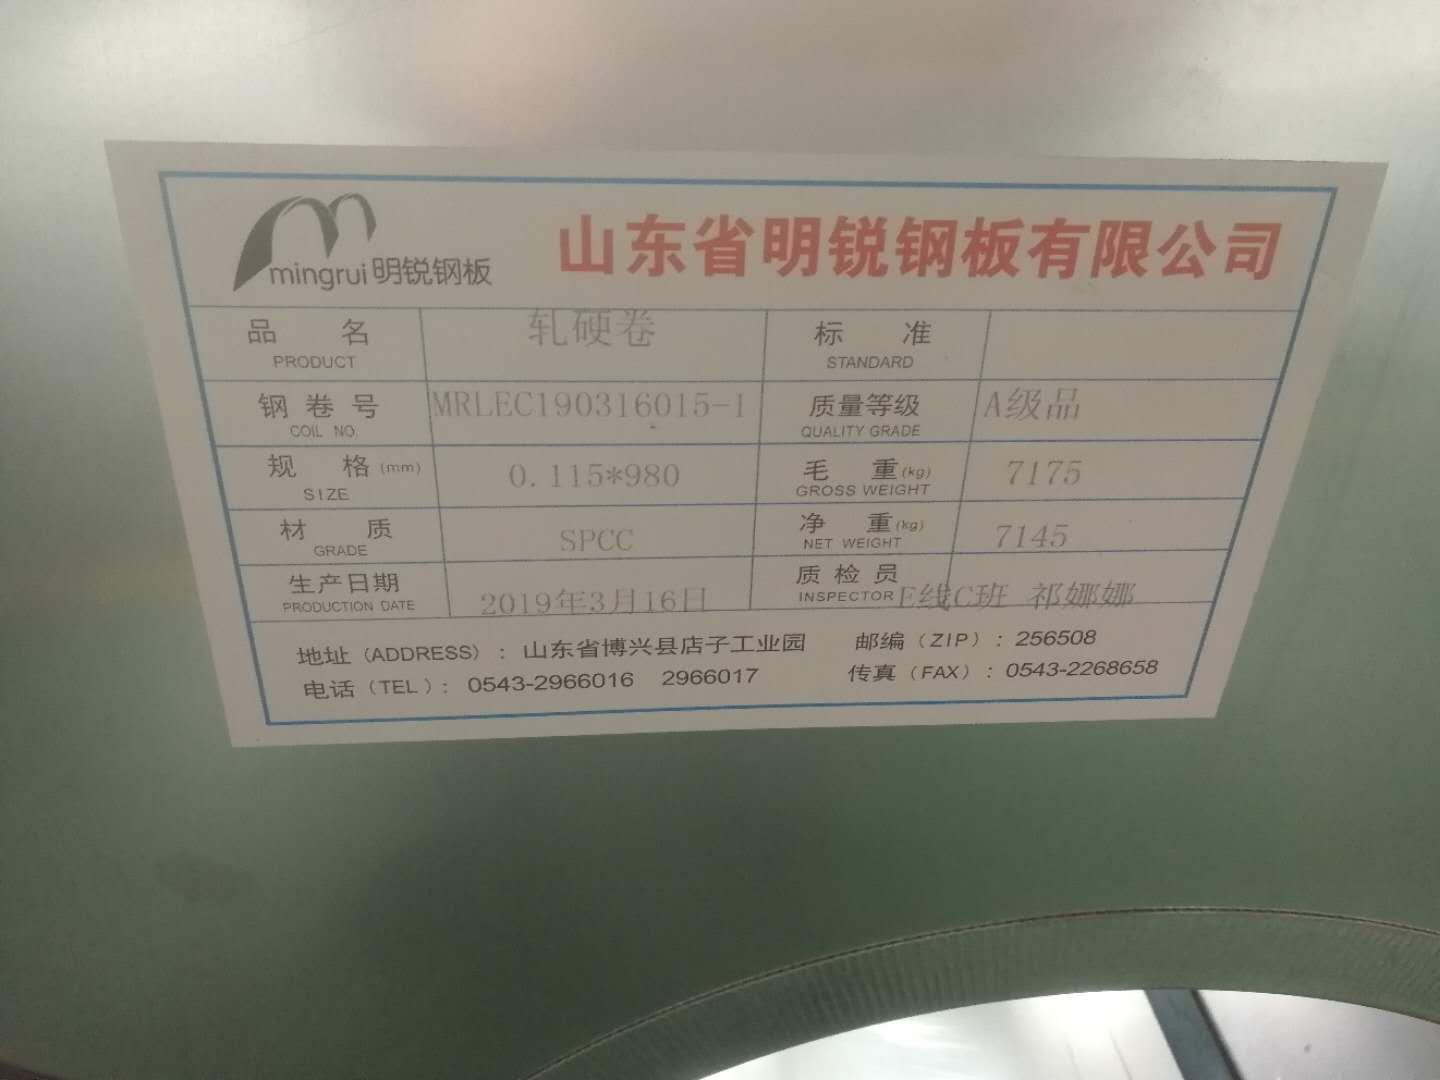 mingrui 明锐钢板 山东省明锐钢板有限公司
品 名 轧硬卷 标 准
PRODUCT STANDARD
钢 卷 号 MRLEC190316015-1 质量等级 A级品
COIL NO. QUALITY GRADE
规 格 (mm) 0.115*980 毛 重 (kg) 7175
SIZE GROSS WEIGHT
材 质 SPCC 净 重 (kg) 7145
GRADE NET WEIGHT
生产日期 2019年3月16日 质 检 员 E线C班 祁娜娜
PRODUCTION DATE INSPECTOR
地址 (ADDRESS) : 山东省博兴县店子工业园 邮编 (ZIP) : 256508
电话 (TEL) : 0543-2966016 2966017 传真 (FAX) : 0543-2268658